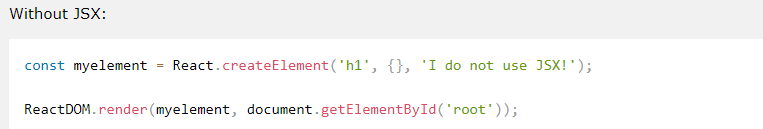 Without JSX:
const myelement = React.createElement('h1', {}, 'I do not use JSX!');
ReactDOM.render(myelement, document.getElementById('root'));